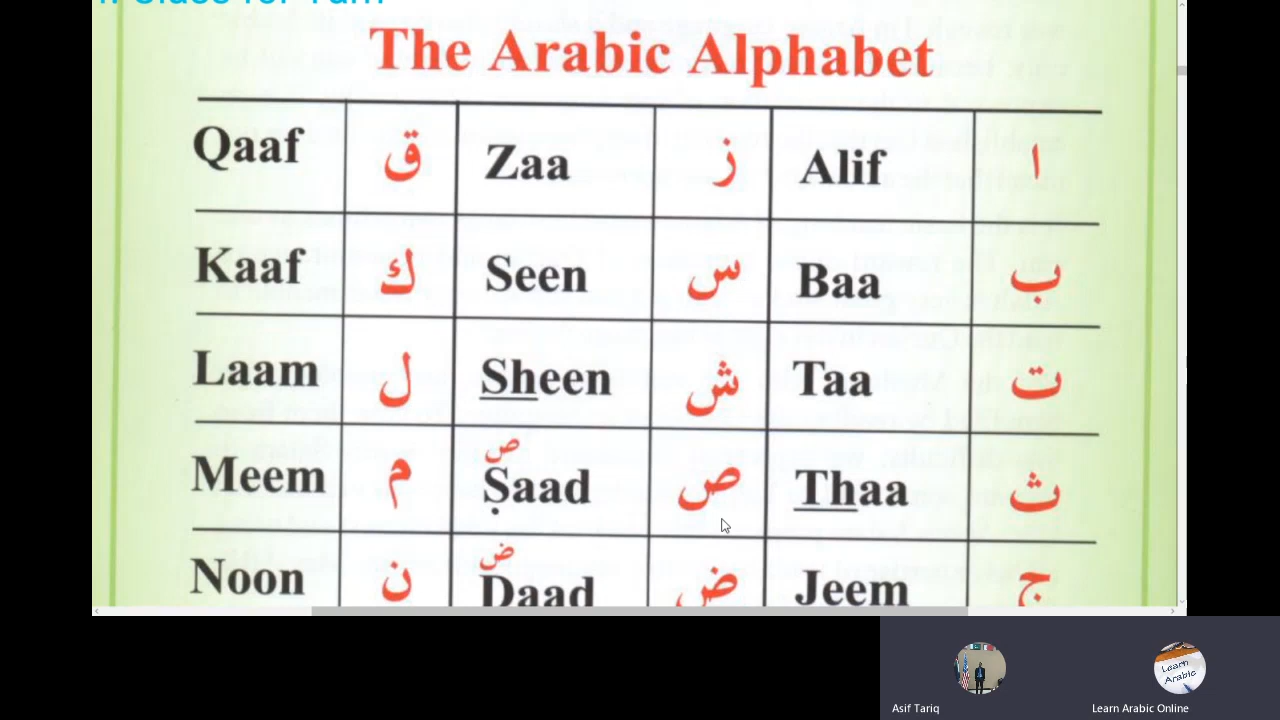 The Arabic Alphabet
Qaaf ق Zaa ز Alif ا
Kaaf ك Seen س Baa ب
Laam ل Sheen ش Taa ت
Meem م Ṣaad ص ص Thaa ث
Noon ن Daad ض ض Jeem ج
Asif Tariq
Learn Arabic
Learn Arabic Online